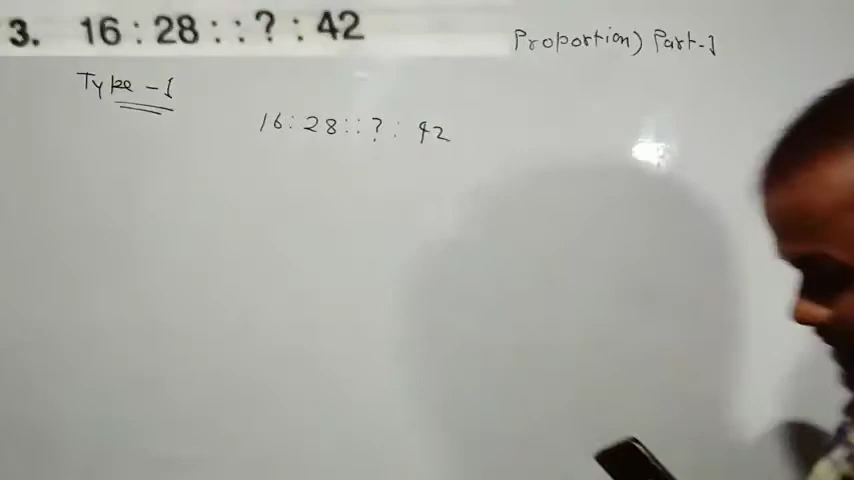 3. 16 : 28 : : ? : 42
Proportion) Part-1
Type - 1
16 : 28 : : ? : 42